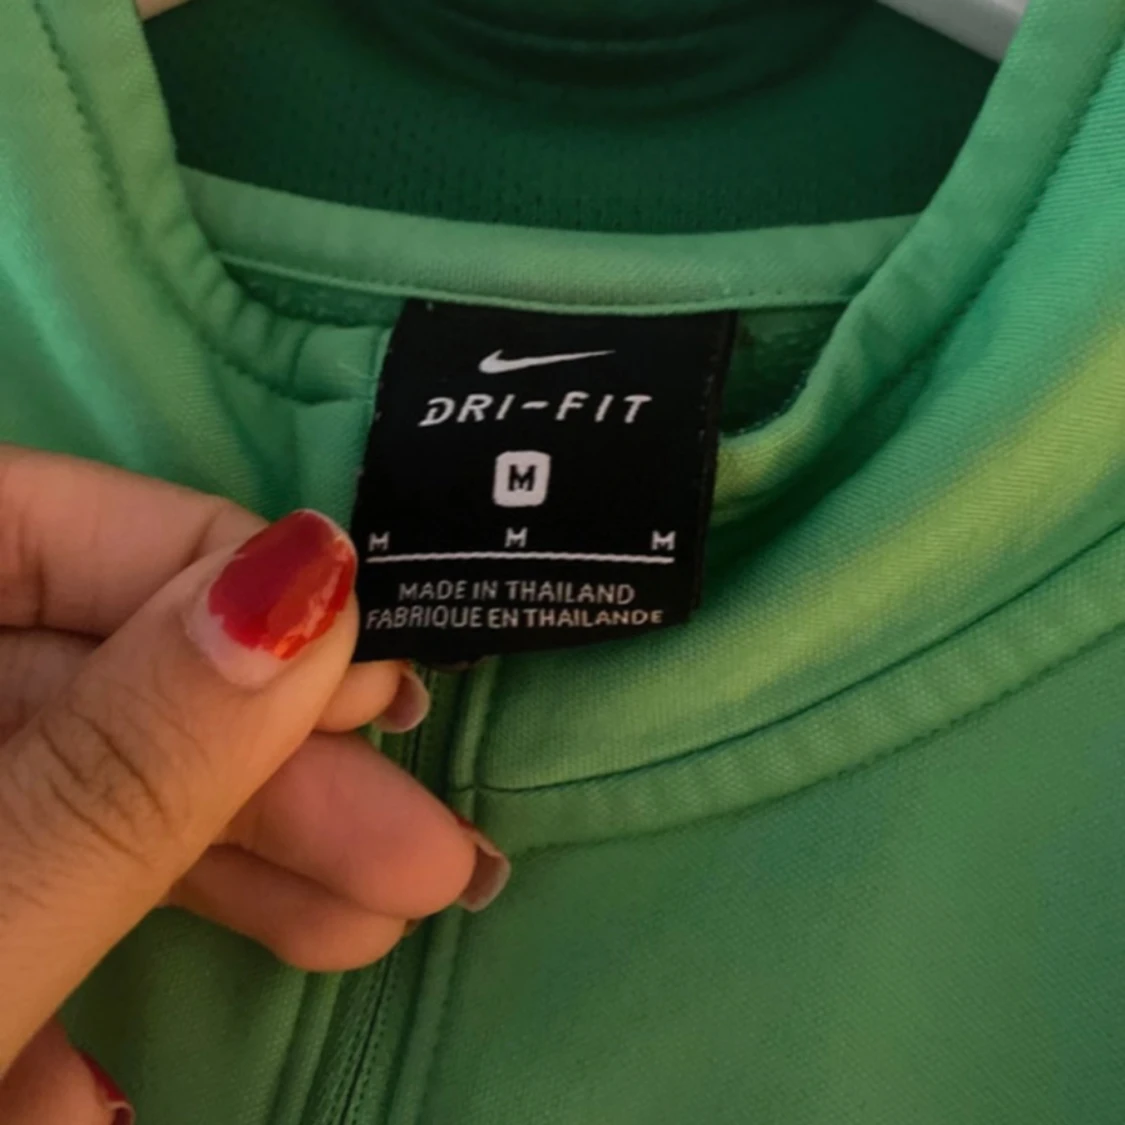 DRI-FIT
M
M M M
MADE IN THAILAND
FABRIQUE EN THAILANDE